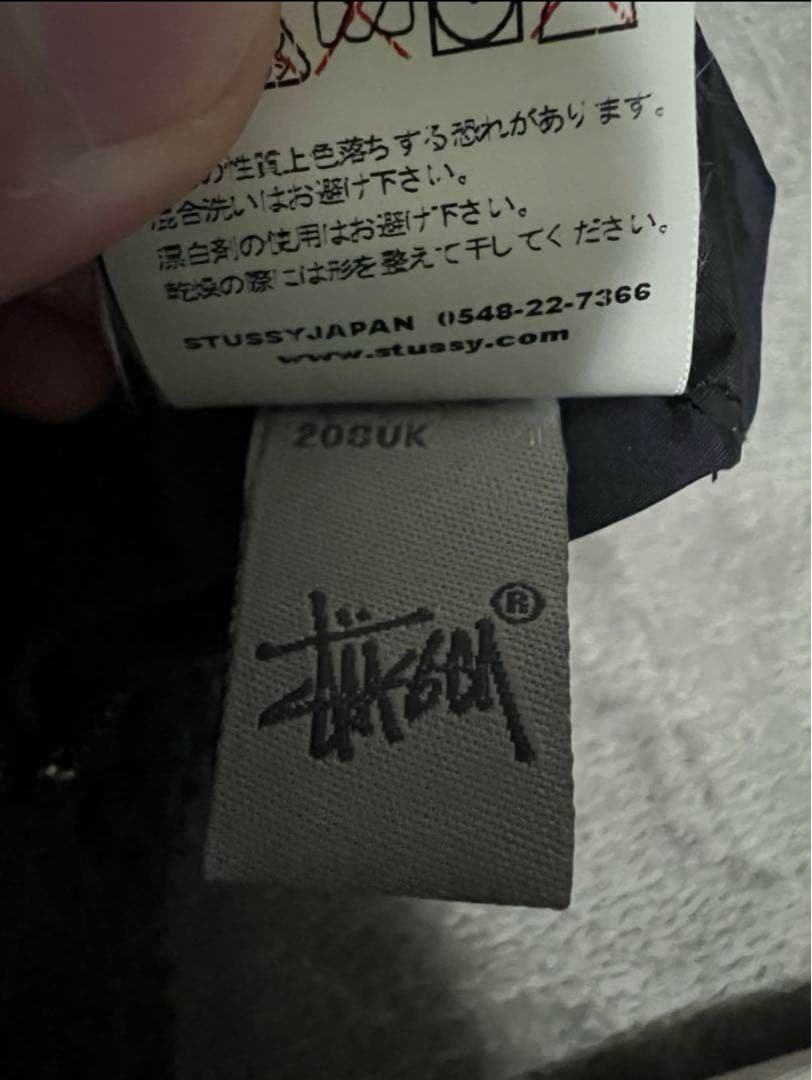 の性質上色落ちする恐れがあります。
混合洗いはお避け下さい。
漂白剤の使用はお避け下さい。
乾燥の際には形を整えて干してください。
STUSSYJAPAN 0548-22-7366
www.stussy.com
208UK
Stüssy ®